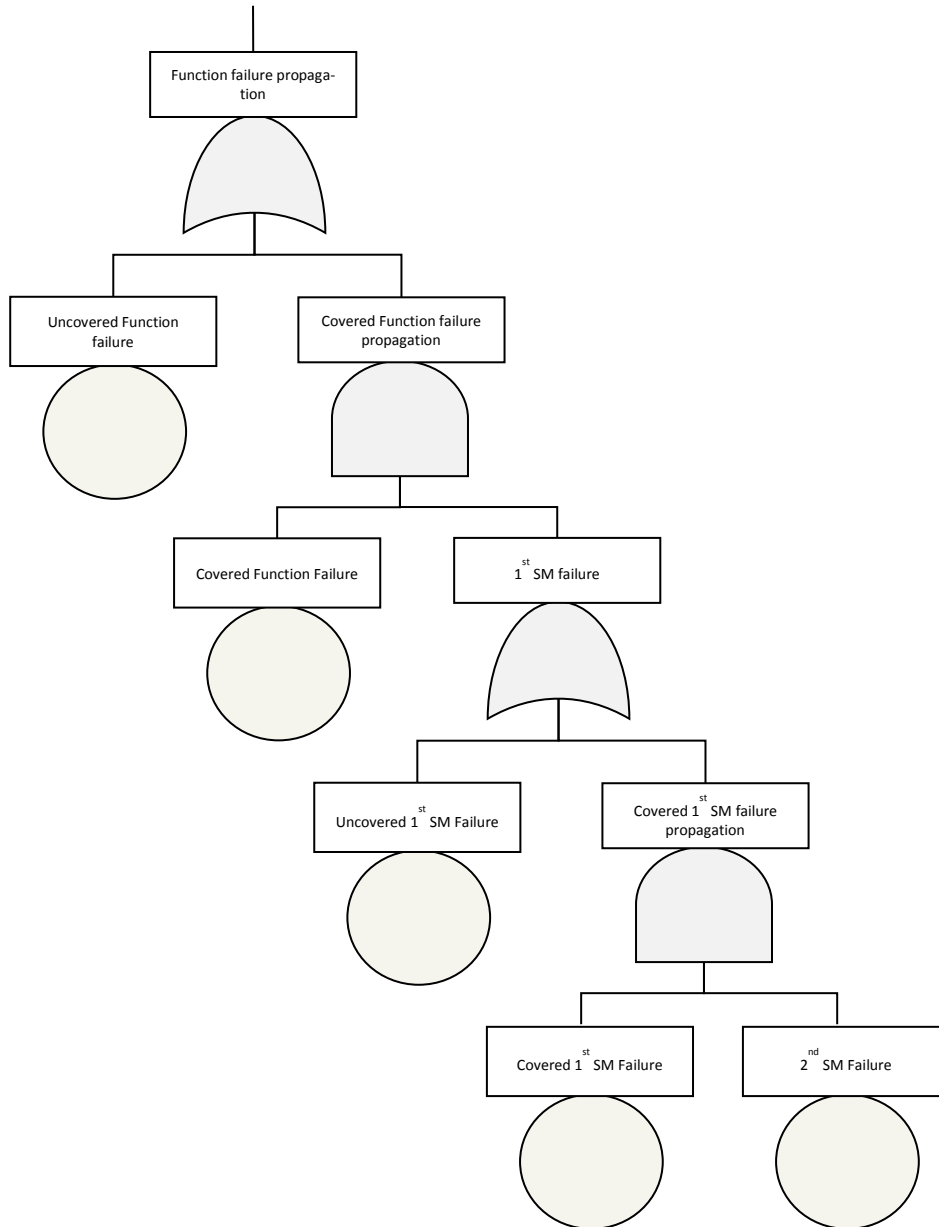 Function failure propaga-
tion
Uncovered Function
failure
Covered Function failure
propagation
Covered Function Failure
1st SM failure
Uncovered 1st SM Failure
Covered 1st SM failure
propagation
Covered 1st SM Failure
2nd SM Failure